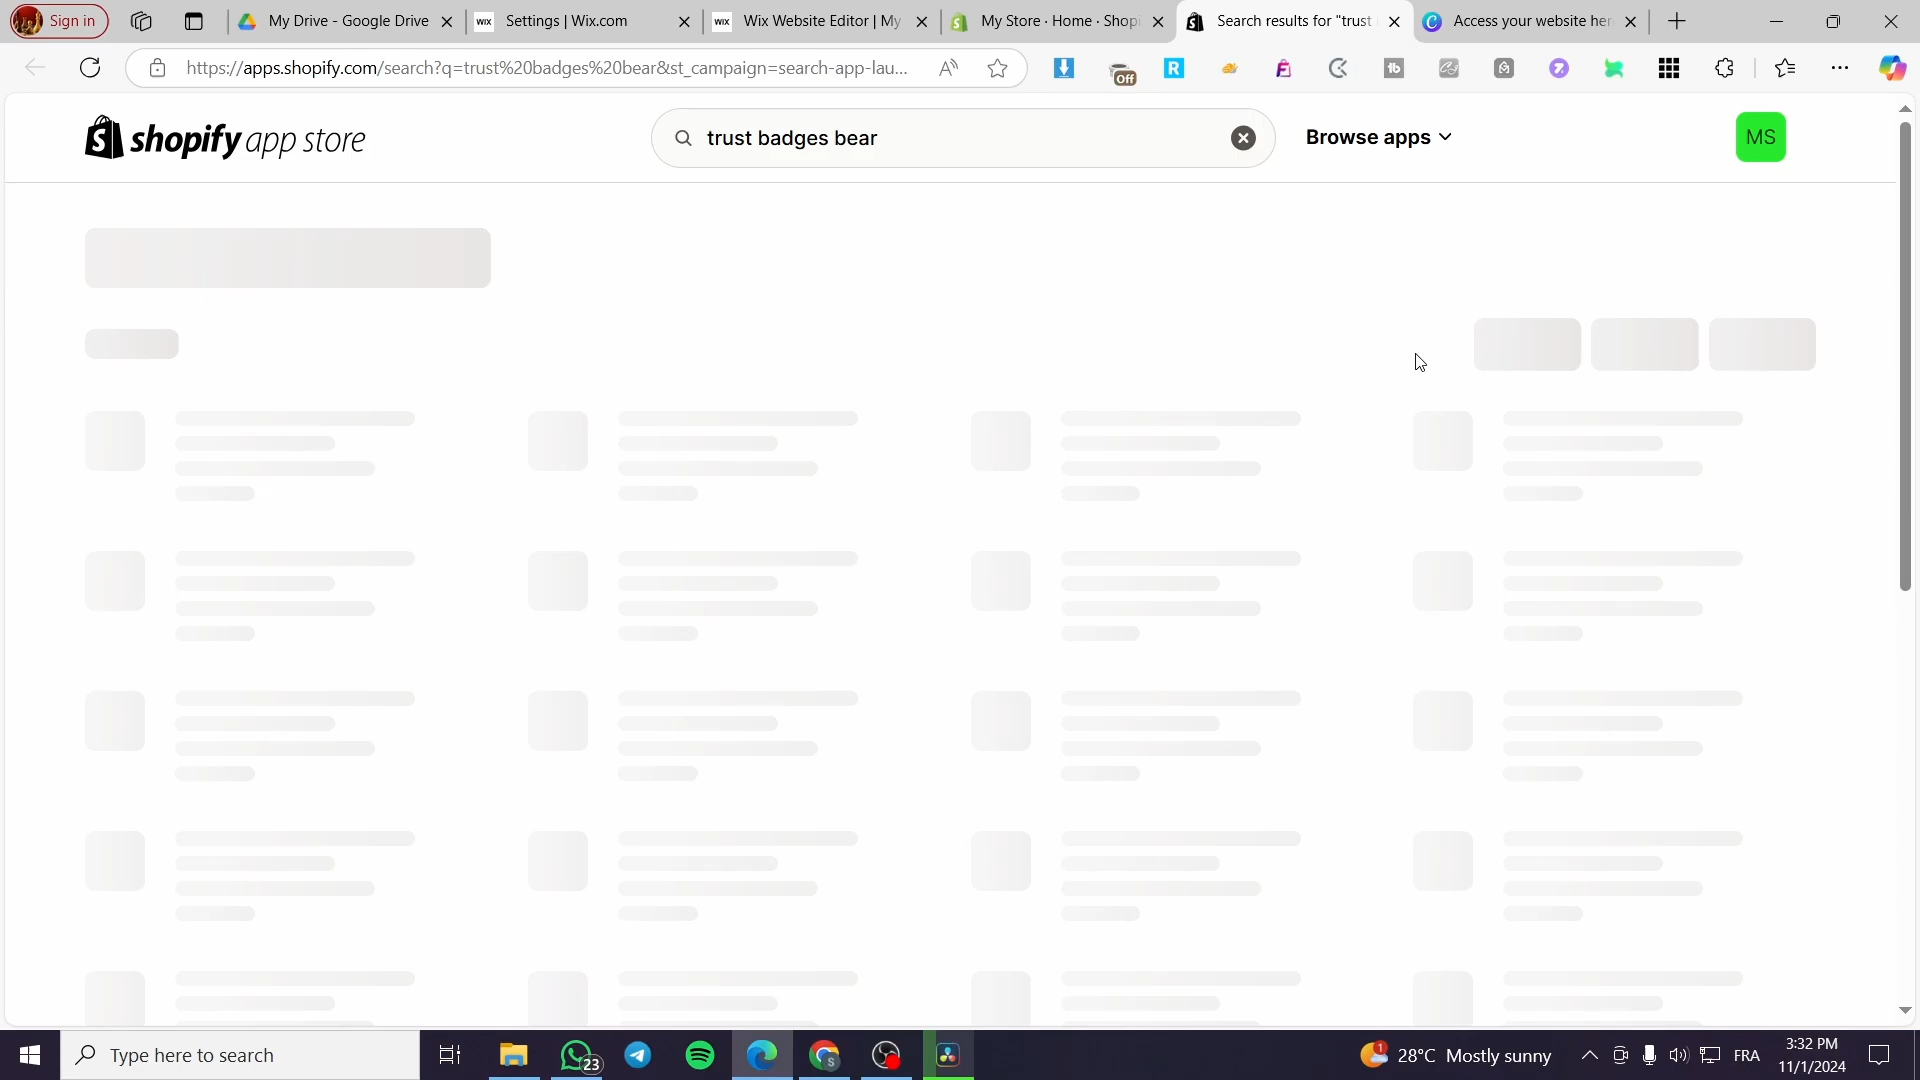 Sign in
My Drive - Google Drive
Settings | Wix.com
Wix Website Editor | My
My Store · Home · Shopi
Search results for "trust
Access your website her
https://apps.shopify.com/search?q=trust%20badges%20bear&st_campaign=search-app-lau...
Off
shopify app store
trust badges bear
Browse apps
MS
Type here to search
23
28°C Mostly sunny
FRA
3:32 PM
11/1/2024